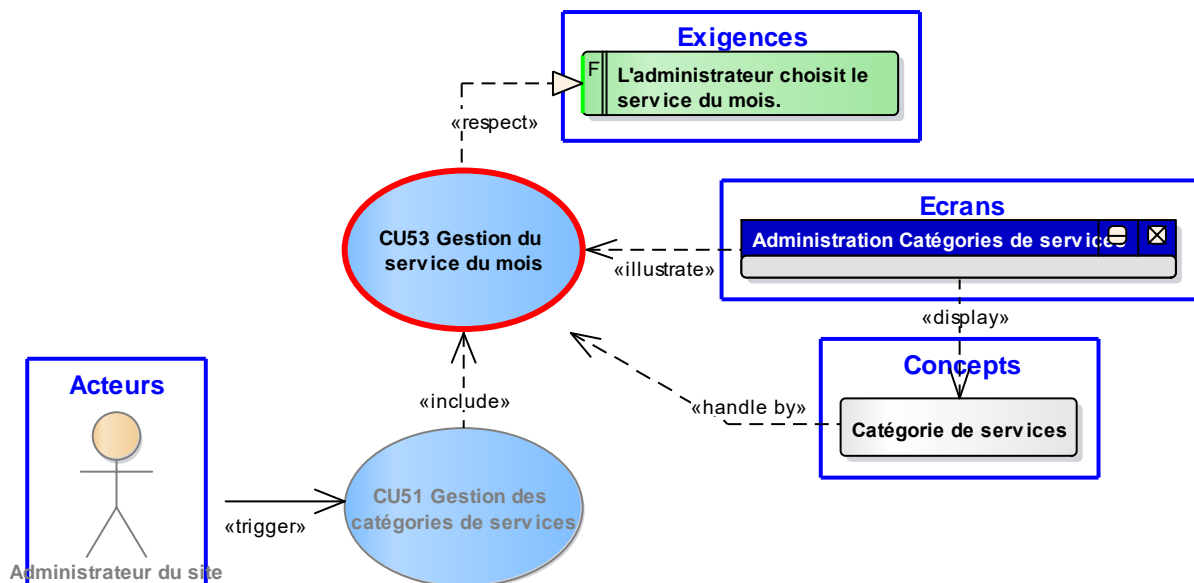 Exigences
F
L'administrateur choisit le
service du mois.
«respect»
CU53 Gestion du
service du mois
Ecrans
Administration Catégories de services
«illustrate»
«display»
Concepts
Catégorie de services
«handle by»
«include»
Acteurs
CU51 Gestion des
catégories de services
«trigger»
Administrateur du site